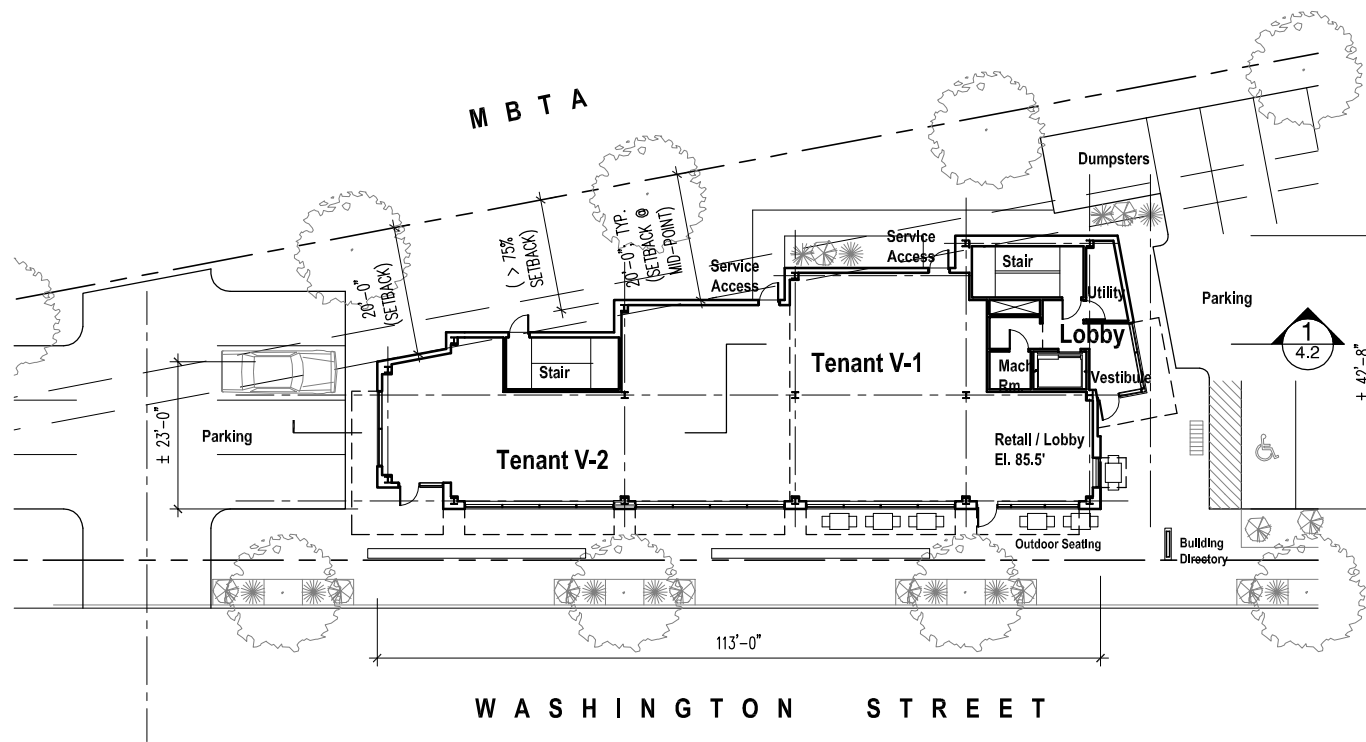 M B T A
Dumpsters
20'-0"
(SETBACK)
( > 75%
SETBACK)
20'-0", TYP.
(SETBACK @
MID-POINT)
Service
Access
Service
Access
Stair
Utility
Lobby
Parking
1
4.2
Stair
Tenant V-1
Mach.
Rm.
Vestibule
± 42'-8"
± 23'-0"
Parking
Tenant V-2
Retail / Lobby
El. 85.5'
Outdoor Seating
Building
Directory
113'-0"
W A S H I N G T O N S T R E E T